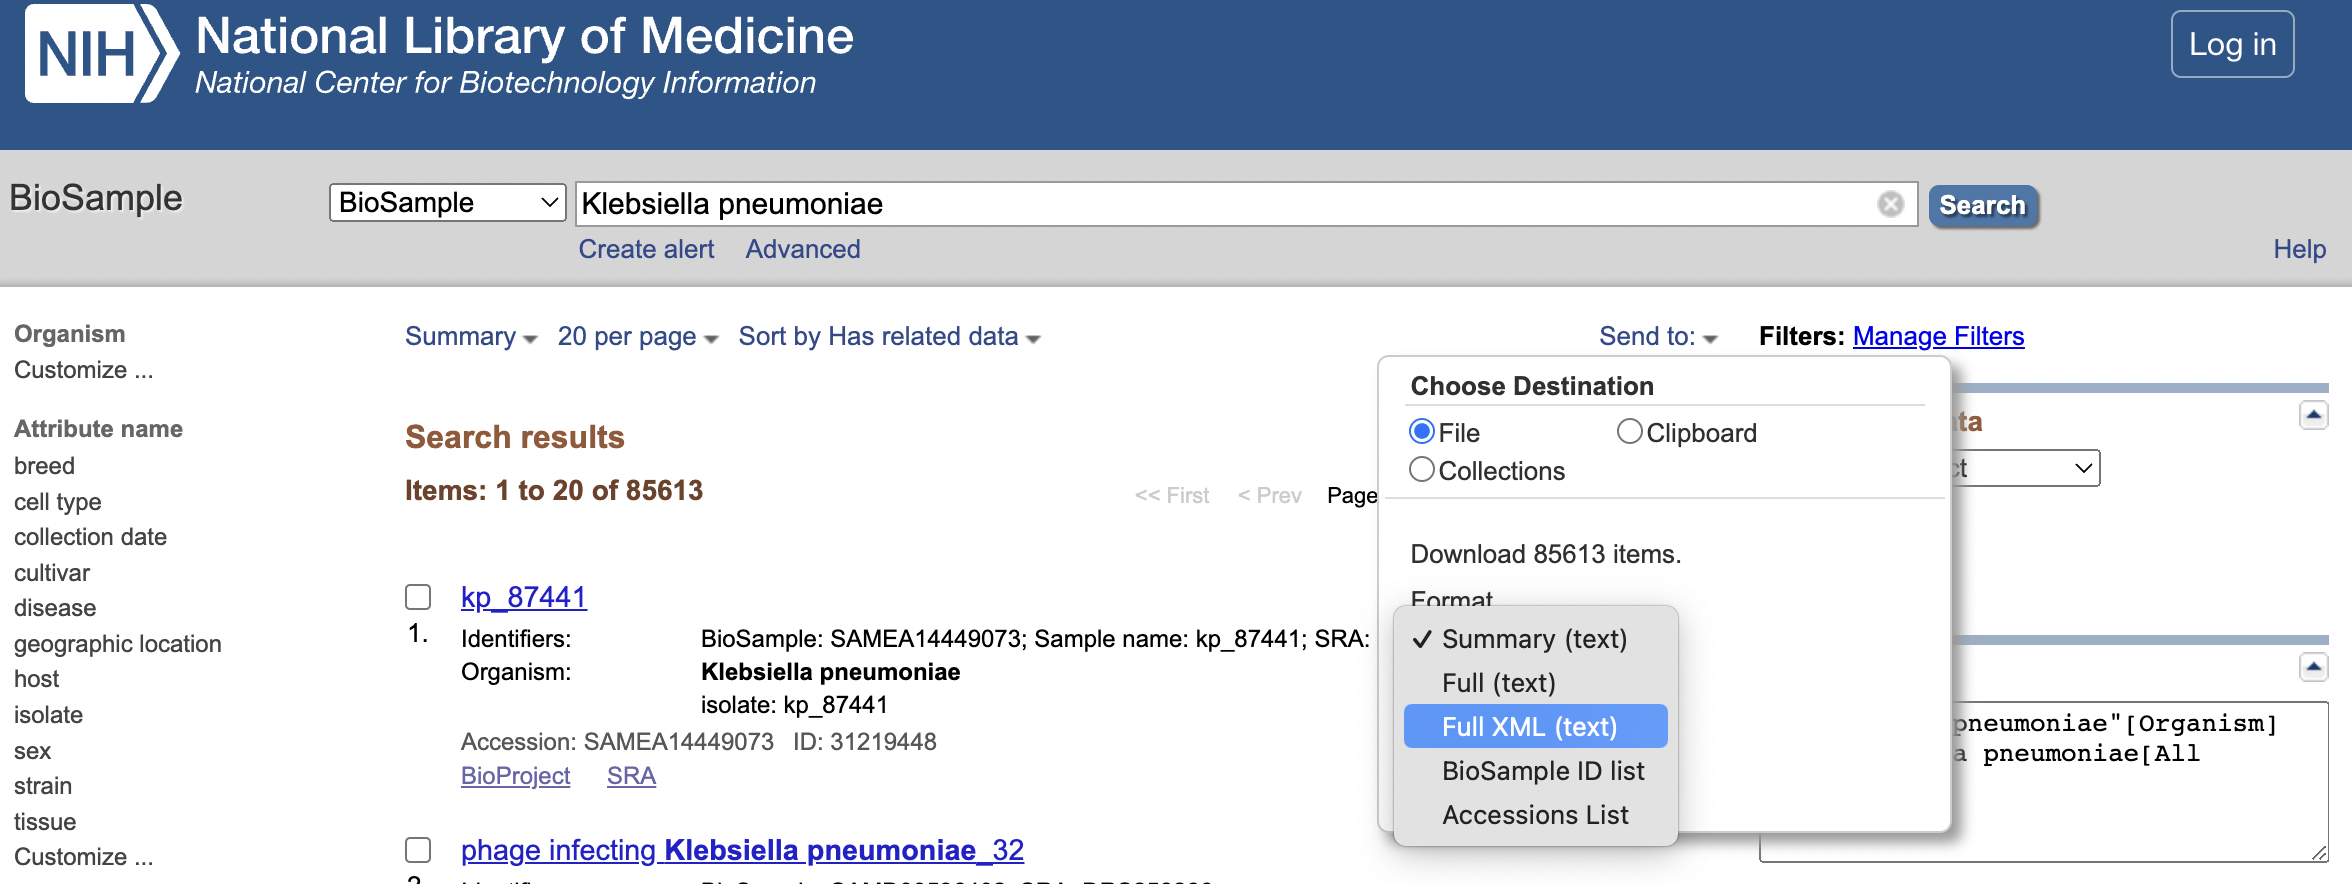 NIH
National Library of Medicine
National Center for Biotechnology Information
Log in
BioSample
BioSample
Klebsiella pneumoniae
Search
Create alert Advanced
Help
Organism
Customize ...
Attribute name
breed
cell type
collection date
cultivar
disease
geographic location
host
isolate
sex
strain
tissue
Customize ...
Summary 20 per page Sort by Has related data
Send to:
Search results
Items: 1 to 20 of 85613
<< First < Prev Page
kp_87441
1.
Identifiers: BioSample: SAMEA14449073; Sample name: kp_87441; SRA:
Organism: Klebsiella pneumoniae
isolate: kp_87441
Accession: SAMEA14449073 ID: 31219448
BioProject SRA
phage infecting Klebsiella pneumoniae_32
Choose Destination
File Clipboard
Collections
Download 85613 items.
Format
✓ Summary (text)
Full (text)
Full XML (text)
BioSample ID list
Accessions List
Filters: Manage Filters
pneumoniae"[Organism]
pneumoniae[All